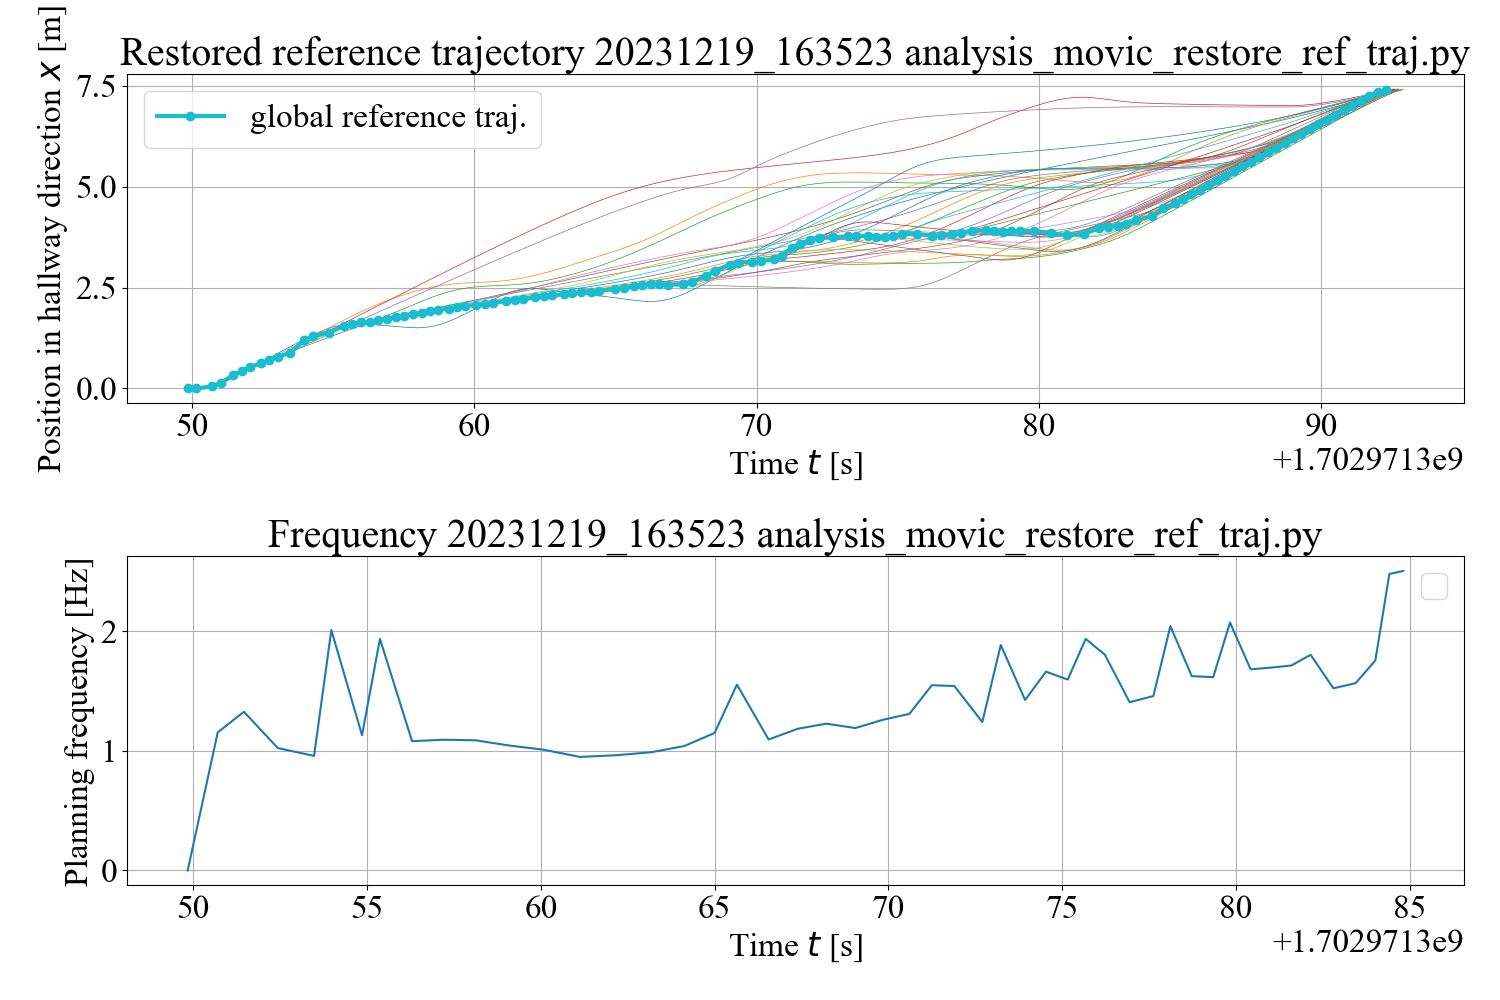 Restored reference trajectory 20231219_163523 analysis_movic_restore_ref_traj.py
Position in hallway direction x [m]
7.5
5.0
2.5
0.0
global reference traj.
50 60 70 80 90
Time t [s]
+1.7029713e9
Frequency 20231219_163523 analysis_movic_restore_ref_traj.py
Planning frequency [Hz]
2
1
0
50 55 60 65 70 75 80 85
Time t [s]
+1.7029713e9